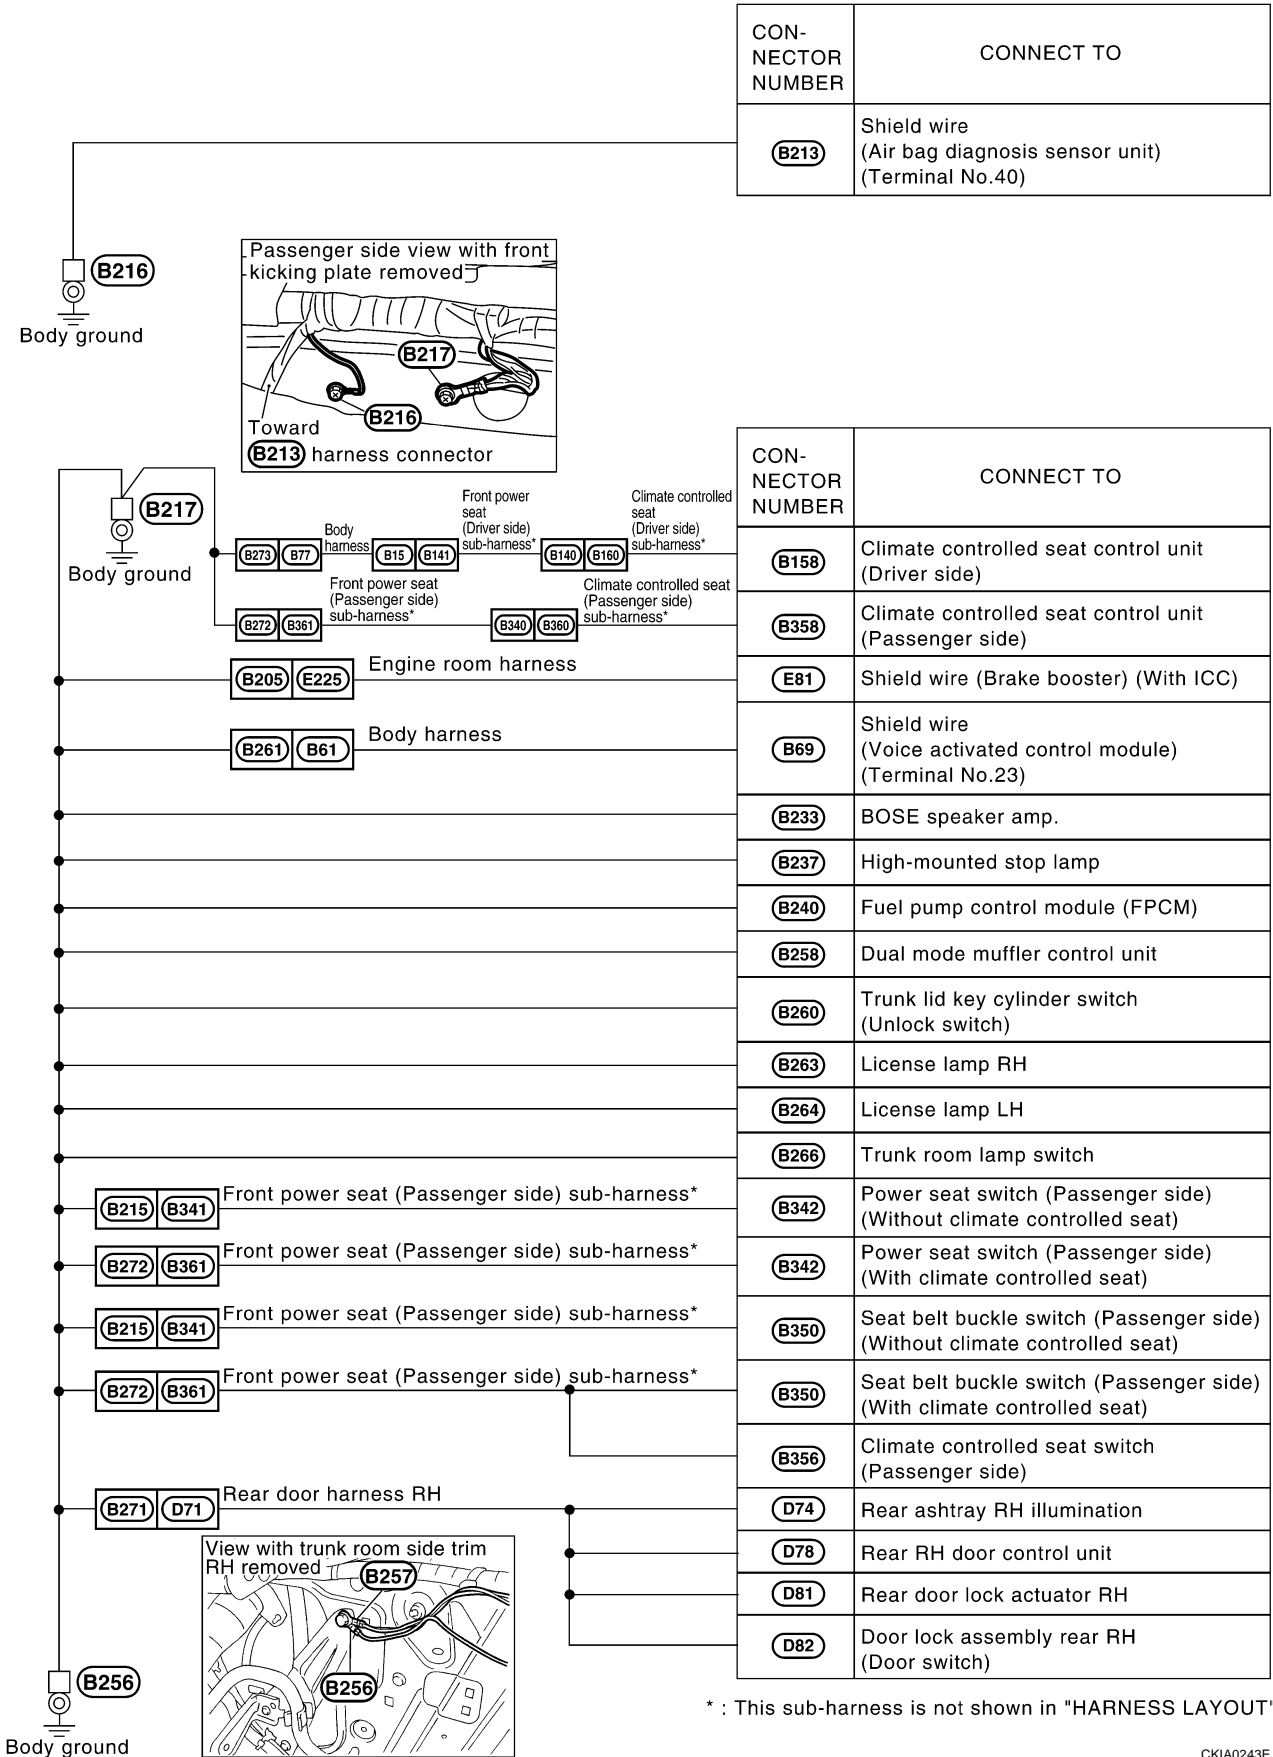 CON-
NECTOR
NUMBER
CONNECT TO
B213
Shield wire
(Air bag diagnosis sensor unit)
(Terminal No.40)
B216
Body ground
Passenger side view with front
kicking plate removed
B217
B216
Toward
B213 harness connector
CON-
NECTOR
NUMBER
CONNECT TO
B217
Body ground
B273 B77
Body
harness
B15 B141
Front power
seat
(Driver side)
sub-harness*
B140 B160
Climate controlled
seat
(Driver side)
sub-harness*
B158
Climate controlled seat control unit
(Driver side)
B272 B361
Front power seat
(Passenger side)
sub-harness*
B340 B360
Climate controlled seat
(Passenger side)
sub-harness*
B358
Climate controlled seat control unit
(Passenger side)
B205 E225 Engine room harness
E81 Shield wire (Brake booster) (With ICC)
B261 B61 Body harness
B69
Shield wire
(Voice activated control module)
(Terminal No.23)
B233 BOSE speaker amp.
B237 High-mounted stop lamp
B240 Fuel pump control module (FPCM)
B258 Dual mode muffler control unit
B260
Trunk lid key cylinder switch
(Unlock switch)
B263 License lamp RH
B264 License lamp LH
B266 Trunk room lamp switch
B215 B341 Front power seat (Passenger side) sub-harness*
B342
Power seat switch (Passenger side)
(Without climate controlled seat)
B272 B361 Front power seat (Passenger side) sub-harness*
B342
Power seat switch (Passenger side)
(With climate controlled seat)
B215 B341 Front power seat (Passenger side) sub-harness*
B350
Seat belt buckle switch (Passenger side)
(Without climate controlled seat)
B272 B361 Front power seat (Passenger side) sub-harness*
B350
Seat belt buckle switch (Passenger side)
(With climate controlled seat)
B356
Climate controlled seat switch
(Passenger side)
B271 D71 Rear door harness RH
D74 Rear ashtray RH illumination
D78 Rear RH door control unit
D81 Rear door lock actuator RH
D82
Door lock assembly rear RH
(Door switch)
View with trunk room side trim
RH removed
B257
B256
B256
Body ground
* : This sub-harness is not shown in "HARNESS LAYOUT"
CKIA0243E